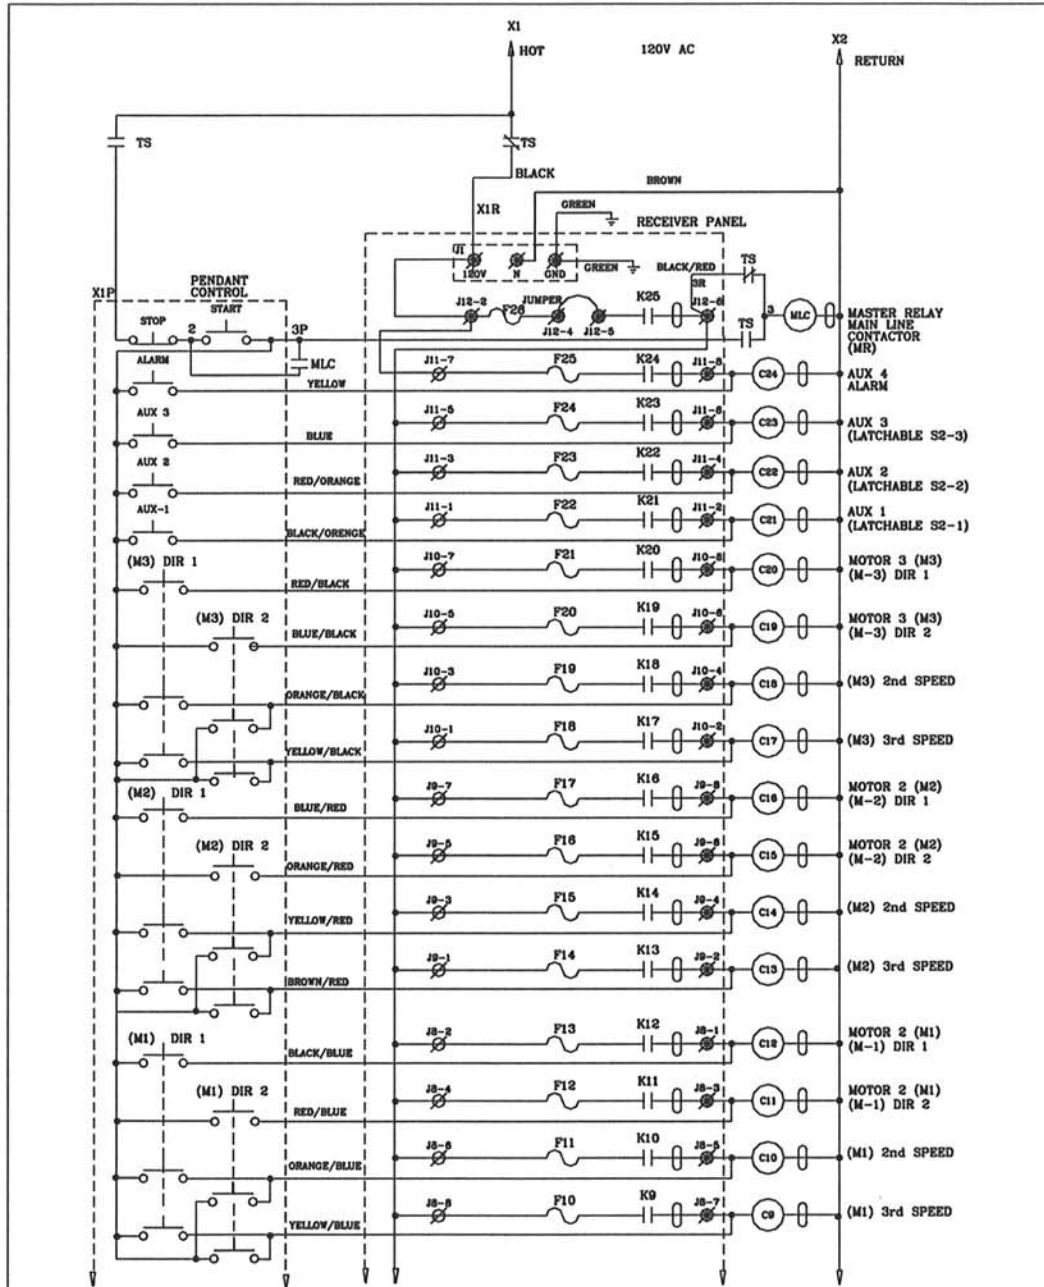 X1
HOT
120V AC
X2
RETURN
TS
TS
BLACK
BROWN
X1R
GREEN
RECEIVER PANEL
J1
120V
N
GND
GREEN
BLACK/RED
3R
TS
X1P
PENDANT
CONTROL
STOP
2
START
3P
MLC
J12-2
F26
JUMPER
J12-4
J12-5
K25
J12-6
TS
3
MLC
MASTER RELAY
MAIN LINE
CONTACTOR
(MR)
ALARM
YELLOW
J11-7
F25
K24
J11-8
C24
AUX 4
ALARM
AUX 3
BLUE
J11-5
F24
K23
J11-6
C23
AUX 3
(LATCHABLE S2-3)
AUX 2
RED/ORANGE
J11-3
F23
K22
J11-4
C22
AUX 2
(LATCHABLE S2-2)
AUX-1
BLACK/ORENGE
J11-1
F22
K21
J11-2
C21
AUX 1
(LATCHABLE S2-1)
(M3) DIR 1
RED/BLACK
J10-7
F21
K20
J10-8
C20
MOTOR 3 (M3)
(M-3) DIR 1
(M3) DIR 2
BLUE/BLACK
J10-5
F20
K19
J10-6
C19
MOTOR 3 (M3)
(M-3) DIR 2
ORANGE/BLACK
J10-3
F19
K18
J10-4
C18
(M3) 2nd SPEED
YELLOW/BLACK
J10-1
F18
K17
J10-2
C17
(M3) 3rd SPEED
(M2) DIR 1
BLUE/RED
J9-7
F17
K16
J9-8
C16
MOTOR 2 (M2)
(M-2) DIR 1
(M2) DIR 2
ORANGE/RED
J9-5
F16
K15
J9-6
C15
MOTOR 2 (M2)
(M-2) DIR 2
YELLOW/RED
J9-3
F15
K14
J9-4
C14
(M2) 2nd SPEED
BROWN/RED
J9-1
F14
K13
J9-2
C13
(M2) 3rd SPEED
(M1) DIR 1
BLACK/BLUE
J8-2
F13
K12
J8-1
C12
MOTOR 2 (M1)
(M-1) DIR 1
(M1) DIR 2
RED/BLUE
J8-4
F12
K11
J8-3
C11
MOTOR 2 (M1)
(M-1) DIR 2
ORANGE/BLUE
J8-6
F11
K10
J8-5
C10
(M1) 2nd SPEED
YELLOW/BLUE
J8-8
F10
K9
J8-7
C9
(M1) 3rd SPEED